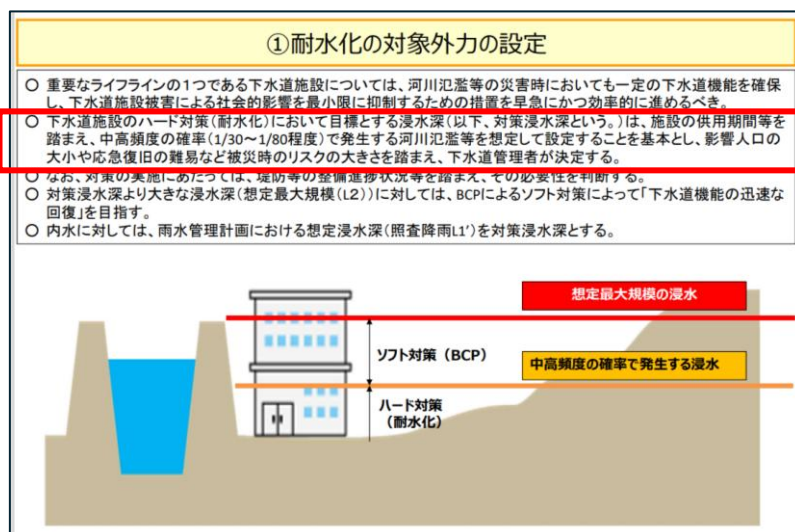 ①耐水化の対象外力の設定
○ 重要なライフラインの1つである下水道施設については、河川氾濫等の災害時においても一定の下水道機能を確保
し、下水道施設被害による社会的影響を最小限に抑制するための措置を早急にかつ効率的に進めるべき。
○ 下水道施設のハード対策(耐水化)において目標とする浸水深(以下、対策浸水深という。)は、施設の供用期間等を
踏まえ、中高頻度の確率(1/30～1/80程度)で発生する河川氾濫等を想定して設定することを基本とし、影響人口の
大小や応急復旧の難易など被災時のリスクの大きさを踏まえ、下水道管理者が決定する。
○ なお、対策の実施にあたっては、堤防等の整備進捗状況等を踏まえ、その必要性を判断する。
○ 対策浸水深より大きな浸水深(想定最大規模(L2))に対しては、BCPによるソフト対策によって「下水道機能の迅速な
回復」を目指す。
○ 内水に対しては、雨水管理計画における想定浸水深(照査降雨L1')を対策浸水深とする。
想定最大規模の浸水
ソフト対策（BCP）
中高頻度の確率で発生する浸水
ハード対策
（耐水化）